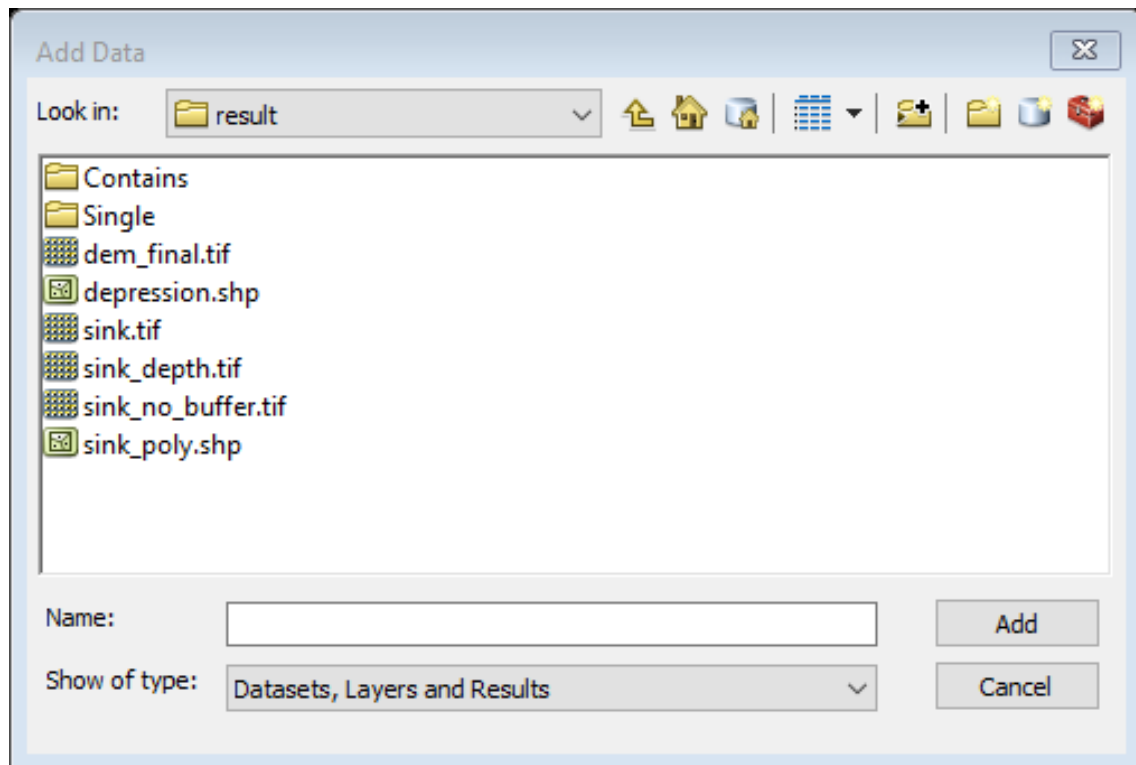 Add Data
Look in: result
Contains
Single
dem_final.tif
depression.shp
sink.tif
sink_depth.tif
sink_no_buffer.tif
sink_poly.shp
Name: Add
Show of type: Datasets, Layers and Results Cancel